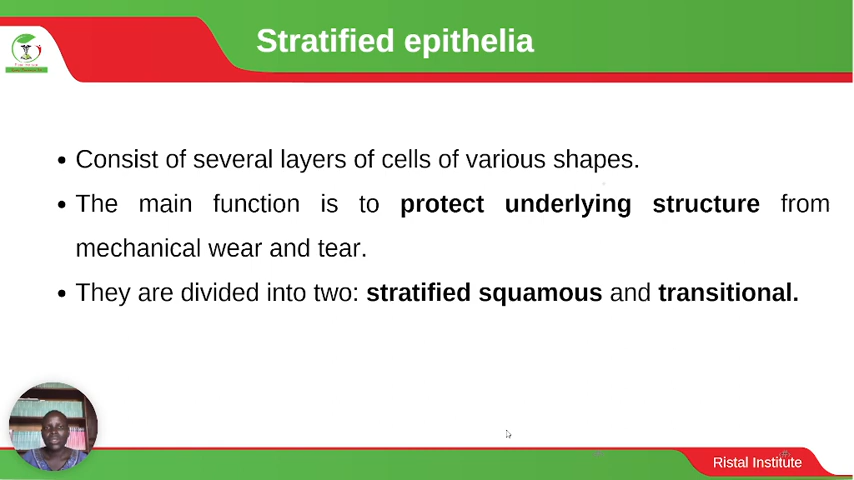 Stratified epithelia
• Consist of several layers of cells of various shapes.
• The main function is to protect underlying structure from
mechanical wear and tear.
• They are divided into two: stratified squamous and transitional.
Ristal Institute